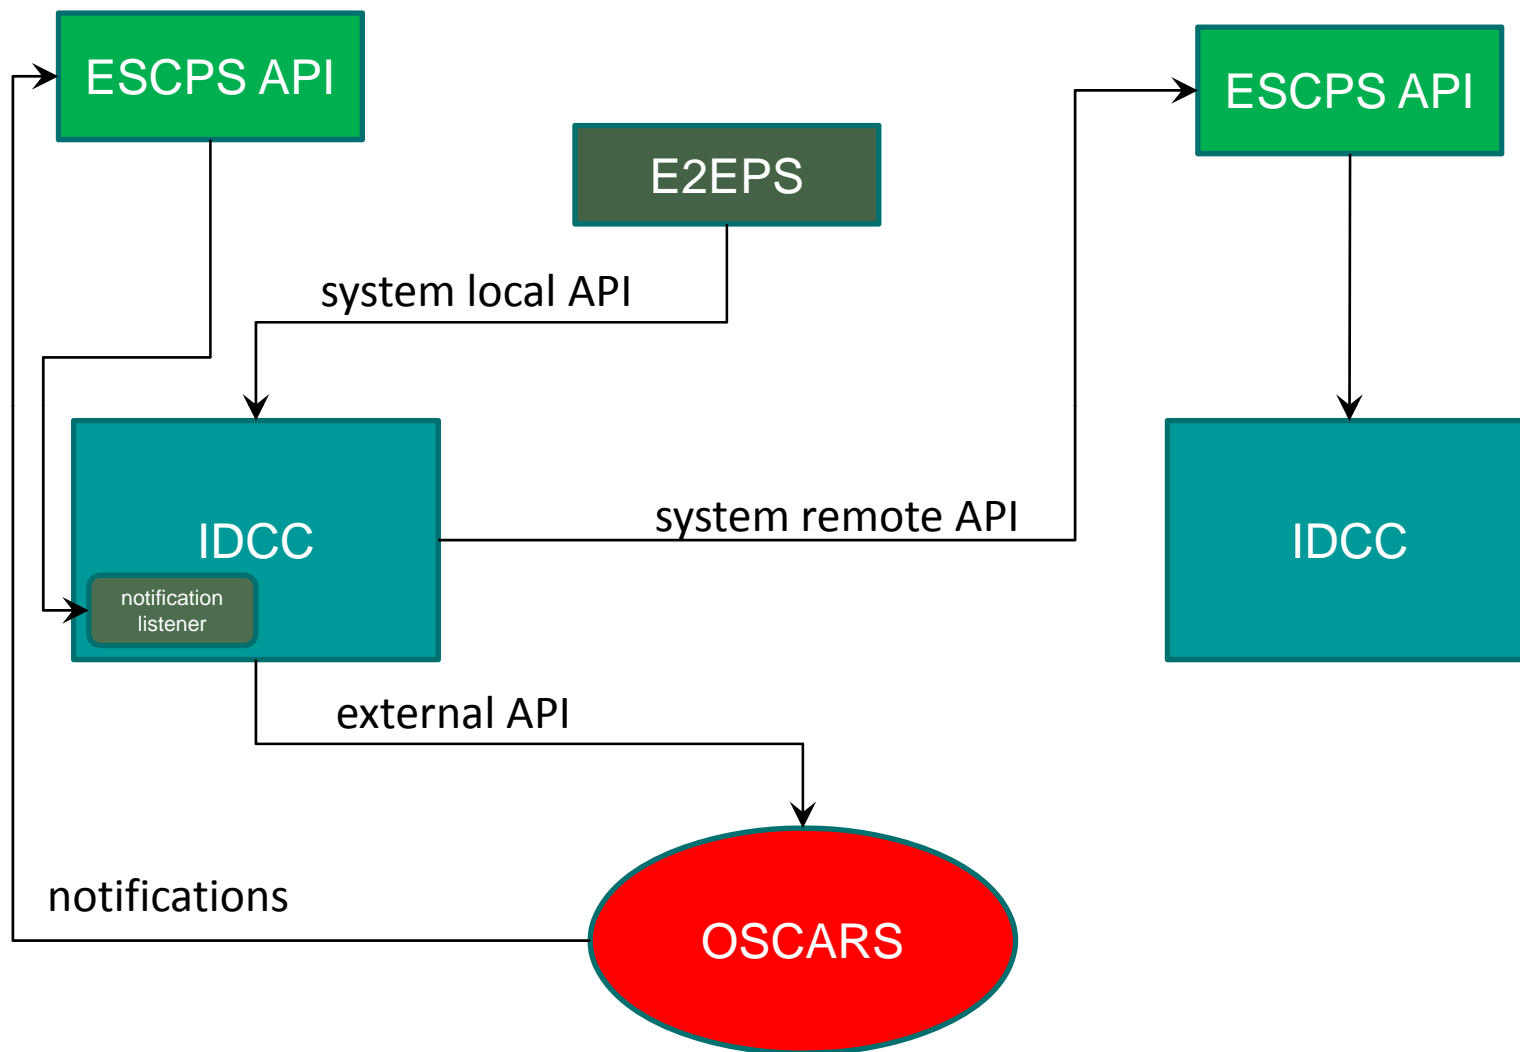 ESCPS API
ESCPS API
E2EPS
system local API
system remote API
IDCC
IDCC
notification
listener
external API
notifications
OSCARS